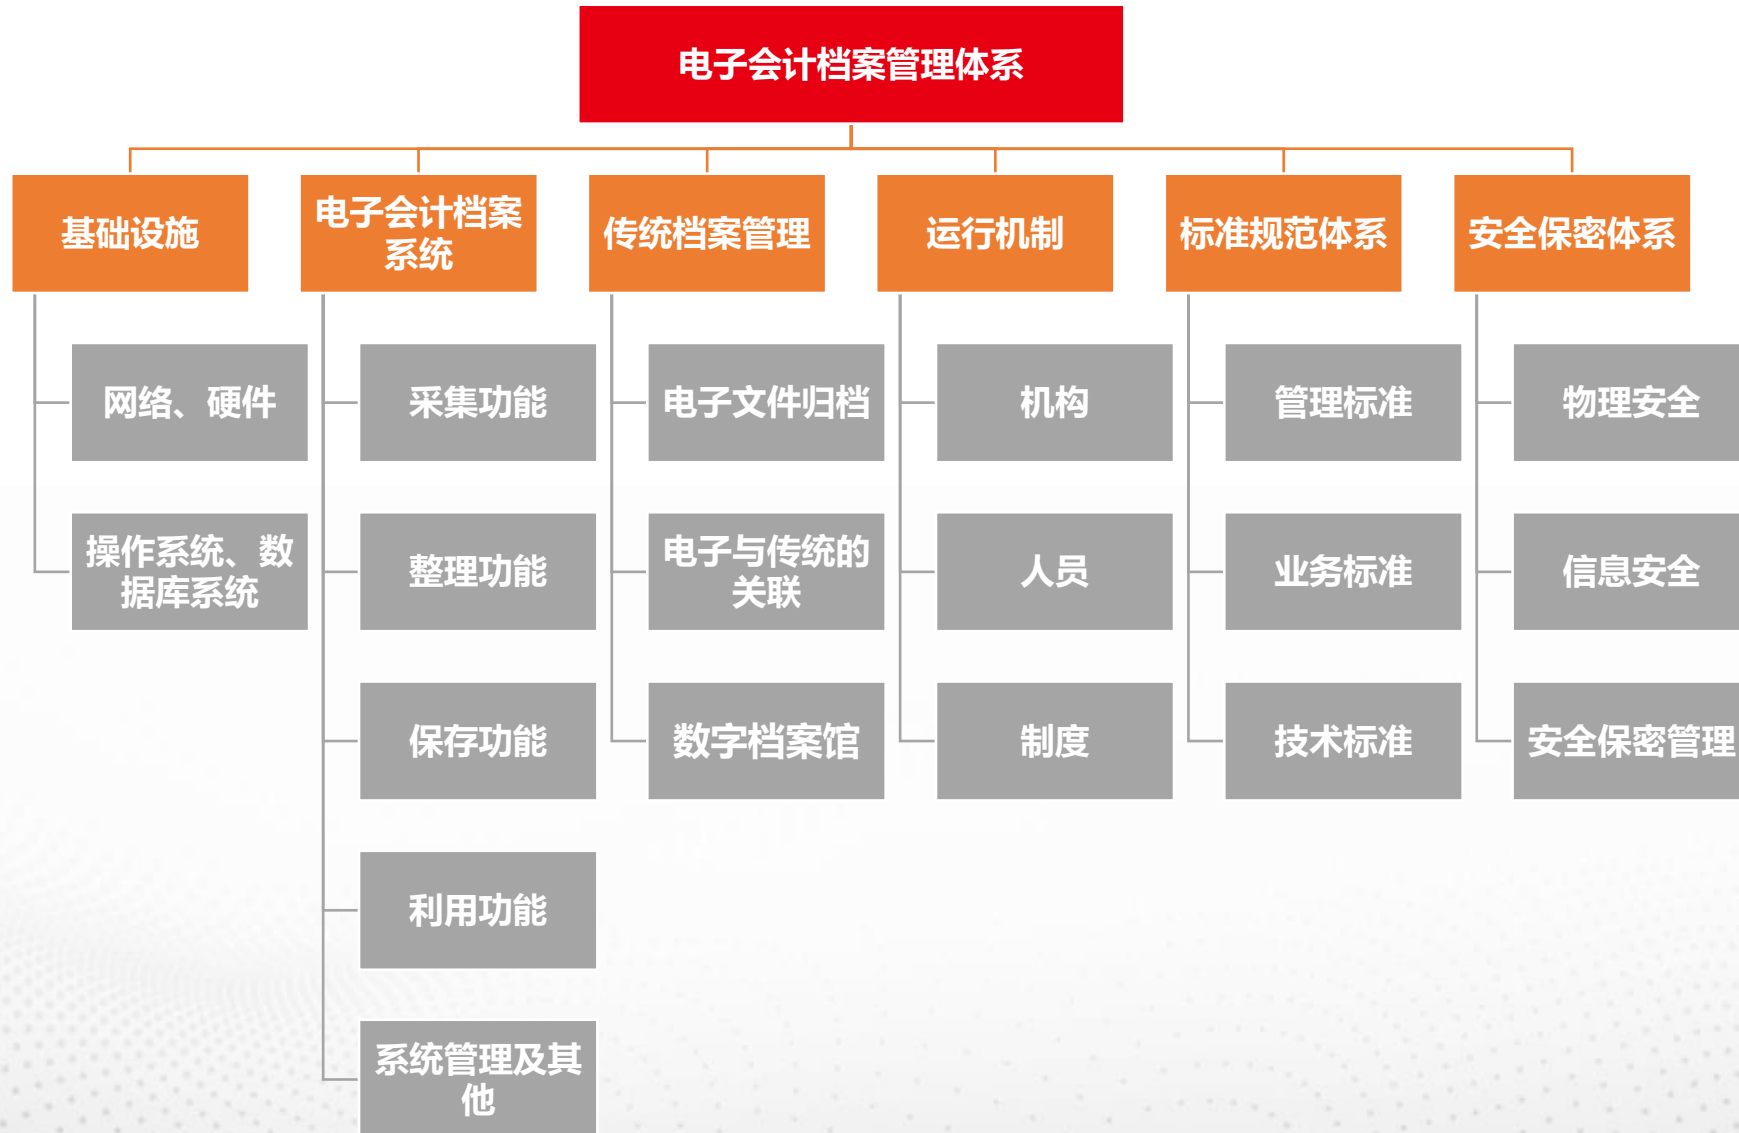 电子会计档案管理体系
基础设施
电子会计档案
系统
传统档案管理
运行机制
标准规范体系
安全保密体系
网络、硬件
采集功能
电子文件归档
机构
管理标准
物理安全
操作系统、数
据库系统
整理功能
电子与传统的
关联
人员
业务标准
信息安全
保存功能
数字档案馆
制度
技术标准
安全保密管理
利用功能
系统管理及其
他